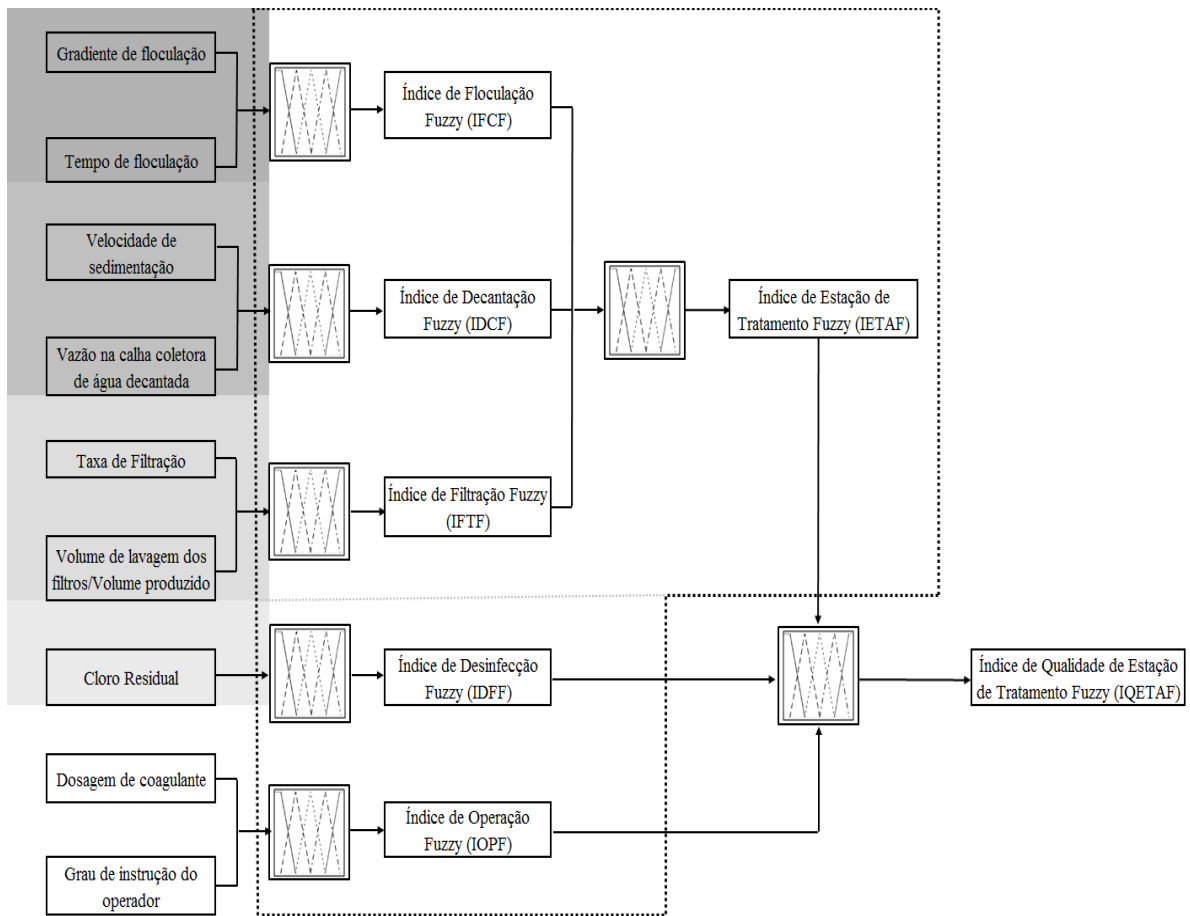 Gradiente de floculação
Tempo de floculação
Índice de Floculação
Fuzzy (IFCF)
Velocidade de
sedimentação
Vazão na calha coletora
de água decantada
Índice de Decantação
Fuzzy (IDCF)
Índice de Estação de
Tratamento Fuzzy (IETAF)
Taxa de Filtração
Volume de lavagem dos
filtros/Volume produzido
Índice de Filtração Fuzzy
(IFTF)
Cloro Residual
Índice de Desinfecção
Fuzzy (IDFF)
Índice de Qualidade de Estação
de Tratamento Fuzzy (IQETAF)
Dosagem de coagulante
Grau de instrução do
operador
Índice de Operação
Fuzzy (IOPF)